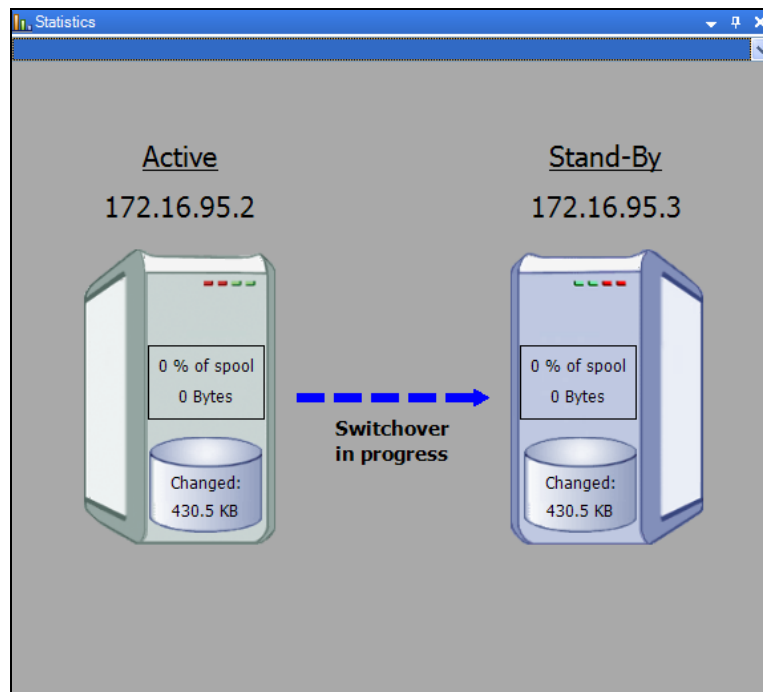 Statistics
Active
172.16.95.2
Stand-By
172.16.95.3
0 % of spool
0 Bytes
Changed:
430.5 KB
Switchover
in progress
0 % of spool
0 Bytes
Changed:
430.5 KB